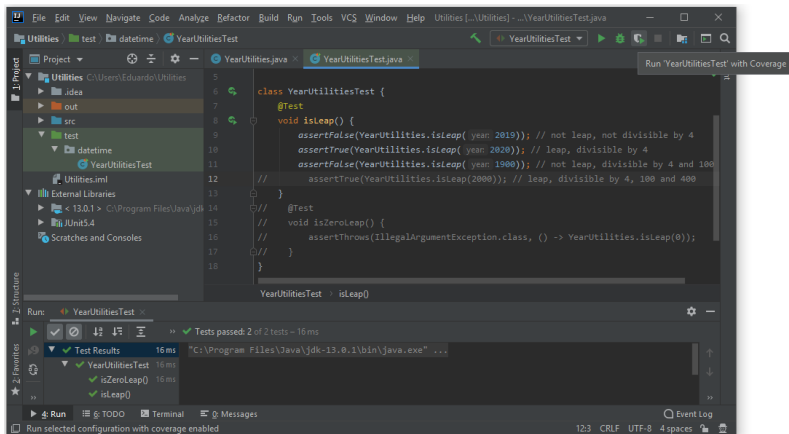 File Edit View Navigate Code Analyze Refactor Build Run Tools VCS Window Help Utilities [...\Utilities] - ...\YearUtilitiesTest.java
Utilities test datetime YearUtilitiesTest YearUtilitiesTest
Run 'YearUtilitiesTest' with Coverage
1: Project
Project
YearUtilities.java YearUtilitiesTest.java
Utilities C:\Users\Eduardo\Utilities
.idea
out
src
test
datetime
YearUtilitiesTest
Utilities.iml
External Libraries
< 13.0.1 > C:\Program Files\Java\jdk
JUnit5.4
Scratches and Consoles
5
6 class YearUtilitiesTest {
7 @Test
8 void isLeap() {
9 assertFalse(YearUtilities.isLeap( year: 2019)); // not leap, not divisible by 4
10 assertTrue(YearUtilities.isLeap( year: 2020)); // leap, divisible by 4
11 assertFalse(YearUtilities.isLeap( year: 1900)); // not leap, divisible by 4 and 100
12 // assertTrue(YearUtilities.isLeap(2000)); // leap, divisible by 4, 100 and 400
13 }
14 // @Test
15 // void isZeroLeap() {
16 // assertThrows(IllegalArgumentException.class, () -> YearUtilities.isLeap(0));
17 // }
18 }
YearUtilitiesTest › isLeap()
Z: Structure
2: Favorites
Run: YearUtilitiesTest
Tests passed: 2 of 2 tests – 16 ms
Test Results 16 ms
YearUtilitiesTest 16 ms
isZeroLeap() 16 ms
isLeap()
"C:\Program Files\Java\jdk-13.0.1\bin\java.exe" ...
4: Run 6: TODO Terminal 0: Messages Event Log
Run selected configuration with coverage enabled 12:3 CRLF UTF-8 4 spaces